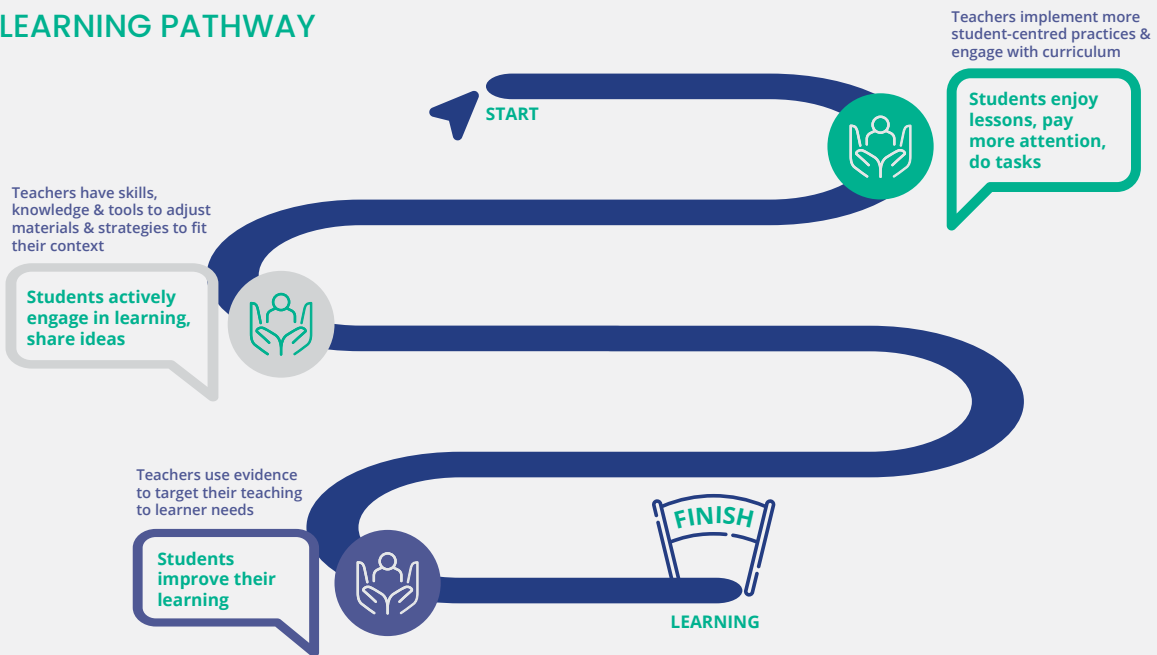 LEARNING PATHWAY
Teachers implement more
student-centred practices &
engage with curriculum
Students enjoy
lessons, pay
more attention,
do tasks
START
Teachers have skills,
knowledge & tools to adjust
materials & strategies to fit
their context
Students actively
engage in learning,
share ideas
Teachers use evidence
to target their teaching
to learner needs
Students
improve their
learning
FINISH
LEARNING